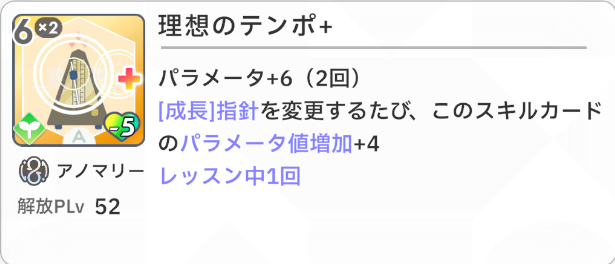 6 ×2
理想のテンポ+
パラメータ+6（2回）
[成長]指針を変更するたび、このスキルカード
のパラメータ値増加+4
レッスン中1回
A
-5
アノマリー
解放PLv 52